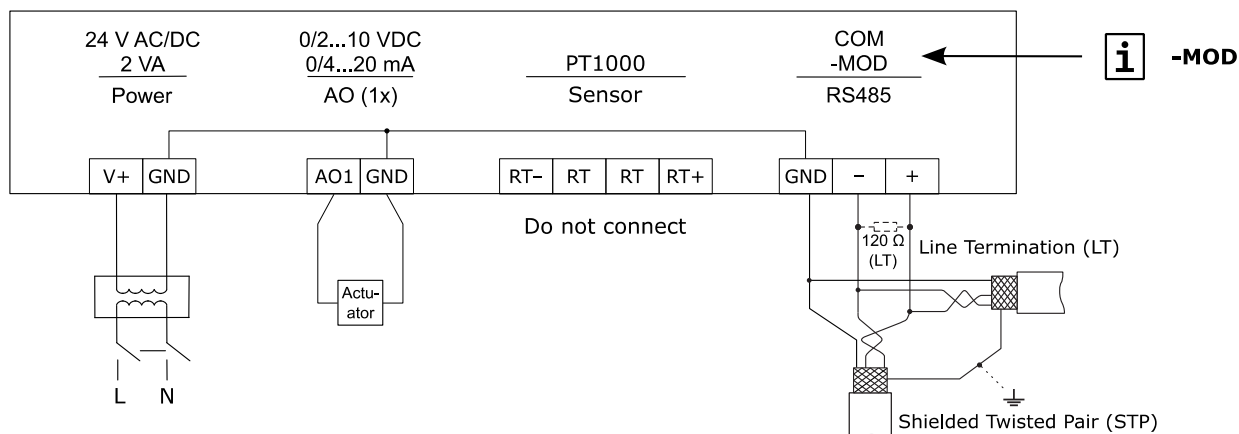 24 V AC/DC
2 VA
Power
0/2...10 VDC
0/4...20 mA
AO (1x)
PT1000
Sensor
COM
-MOD
RS485
i -MOD
V+ GND
AO1 GND
RT- RT RT RT+
GND - +
Do not connect
120 Ω
(LT)
Line Termination (LT)
Actu-
ator
L N
Shielded Twisted Pair (STP)